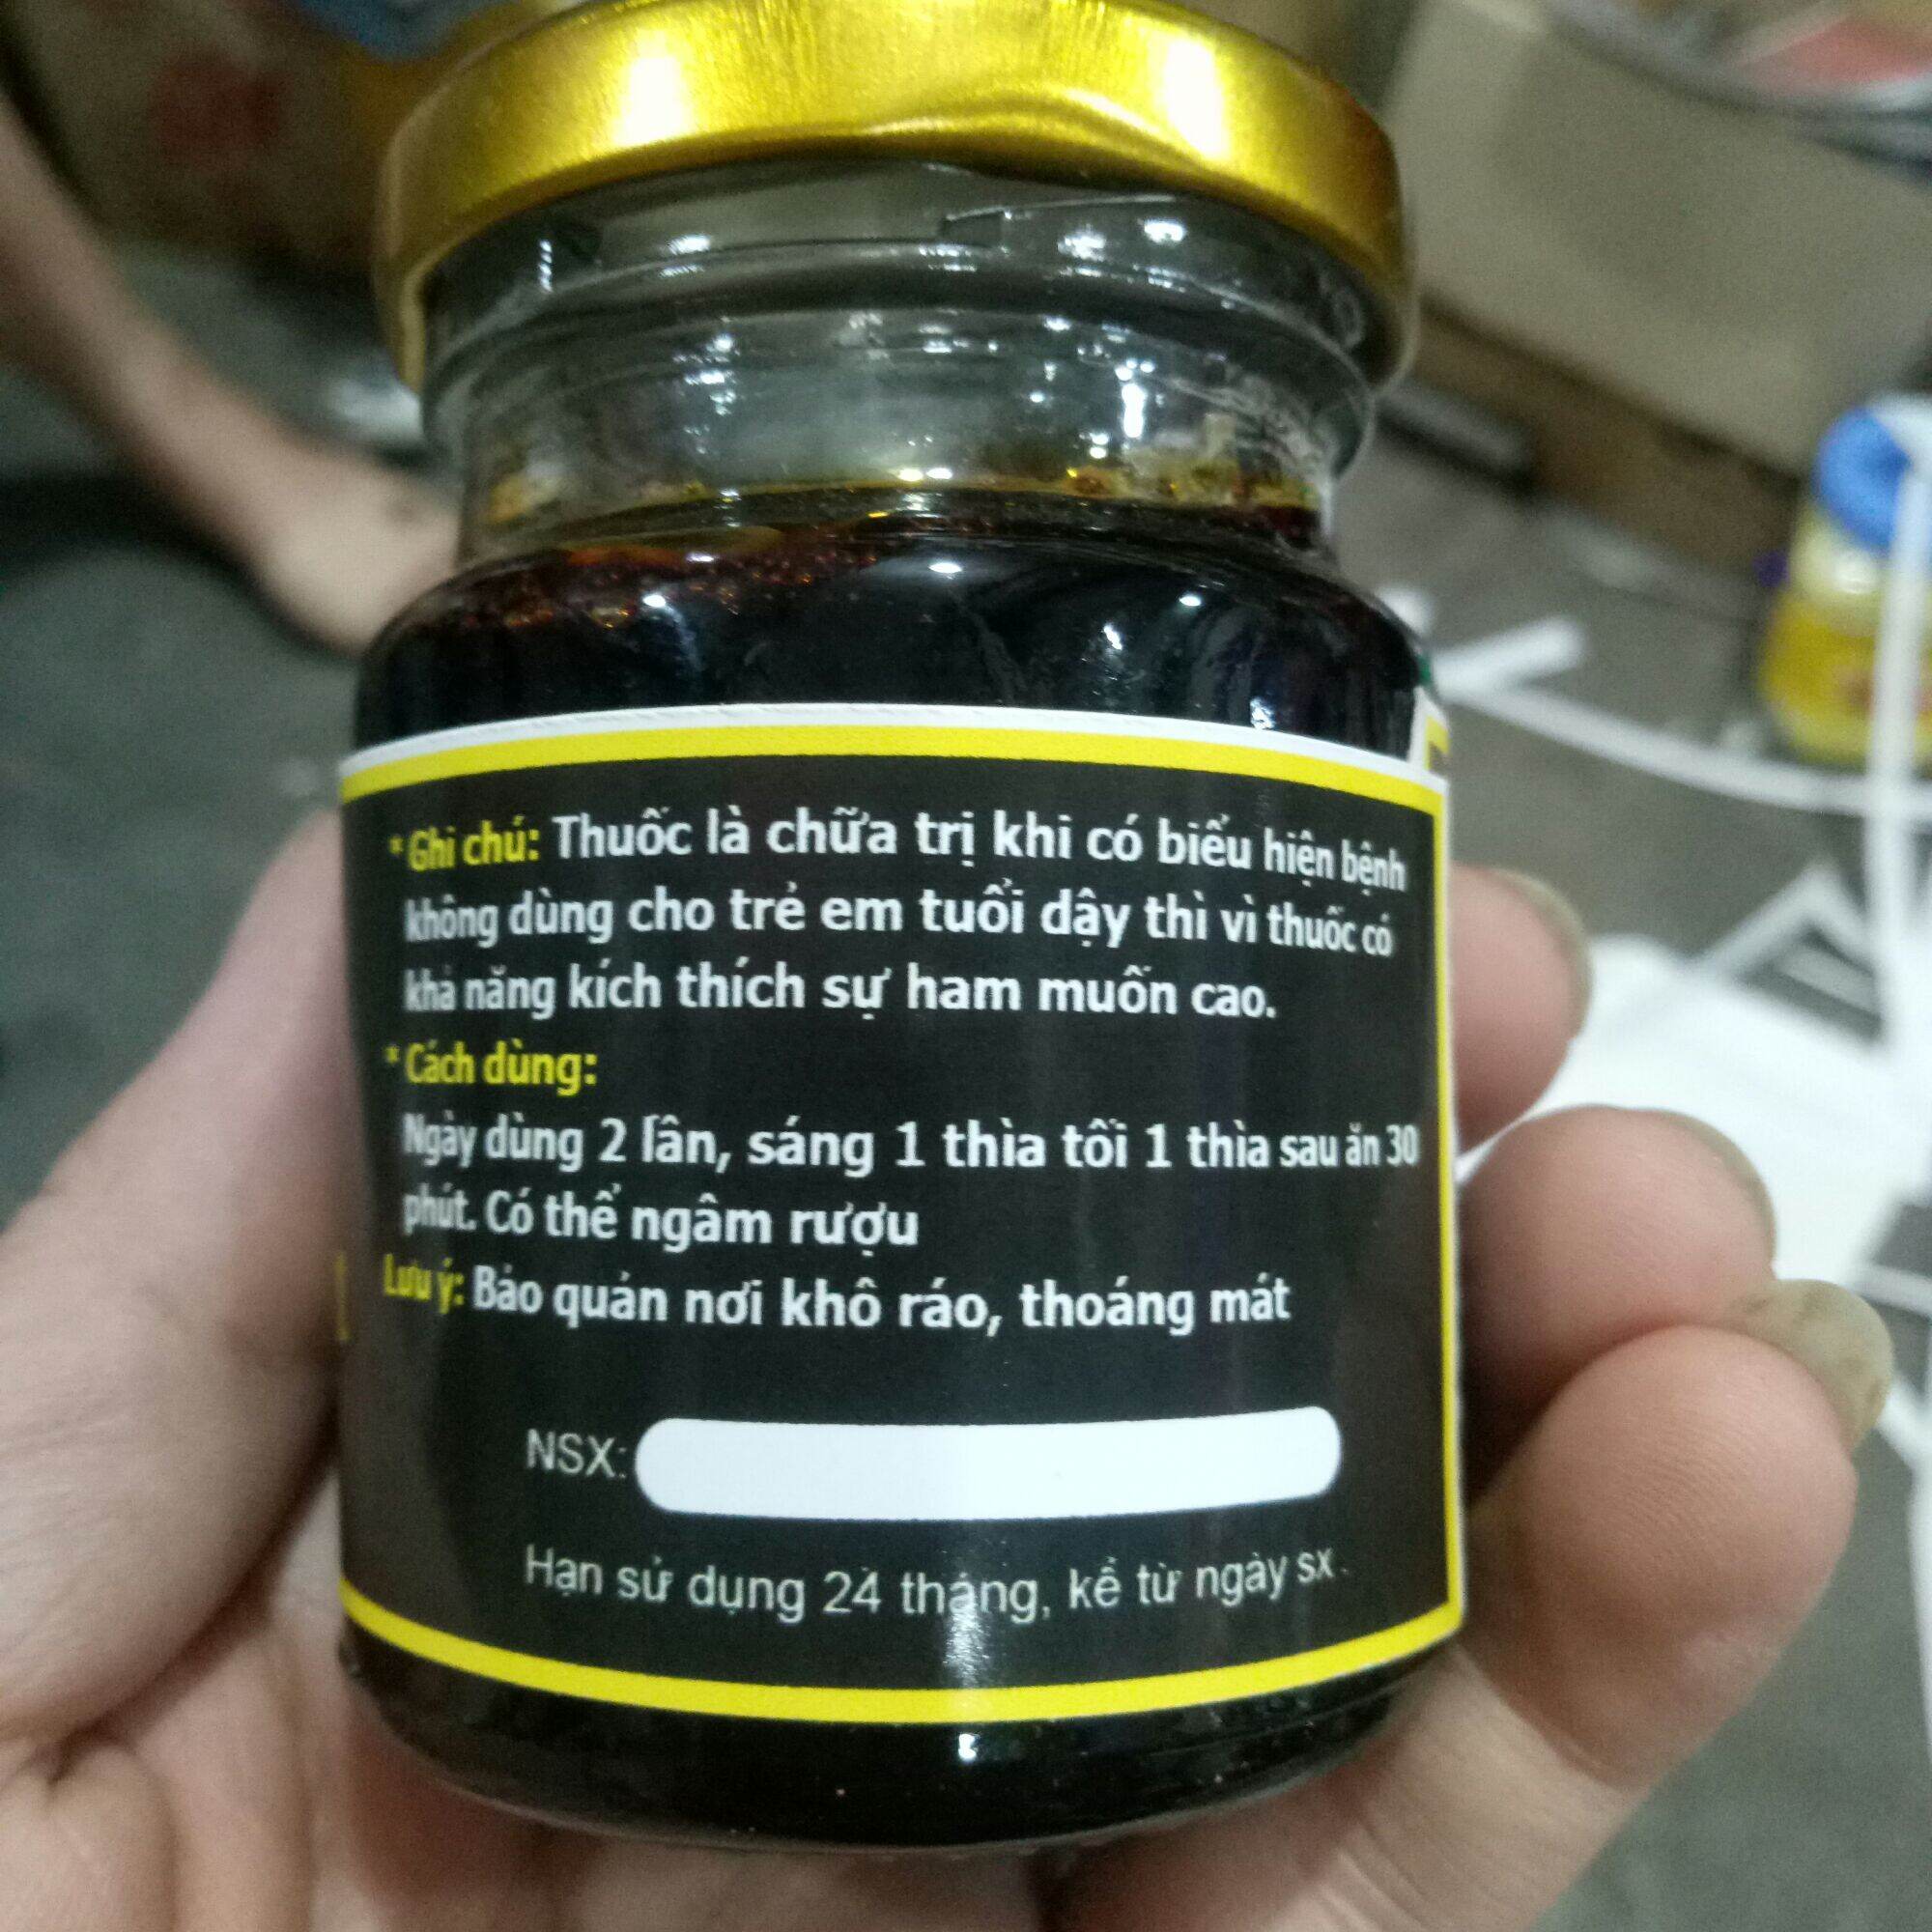 * Ghi chú: Thuốc là chữa trị khi có biểu hiện bệnh
không dùng cho trẻ em tuổi dậy thì vì thuốc có
khả năng kích thích sự ham muốn cao.
* Cách dùng:
Ngày dùng 2 lần, sáng 1 thìa tối 1 thìa sau ăn 30
phút. Có thể ngâm rượu
Lưu ý: Bảo quản nơi khô ráo, thoáng mát
NSX:
Hạn sử dụng 24 tháng, kể từ ngày sx.